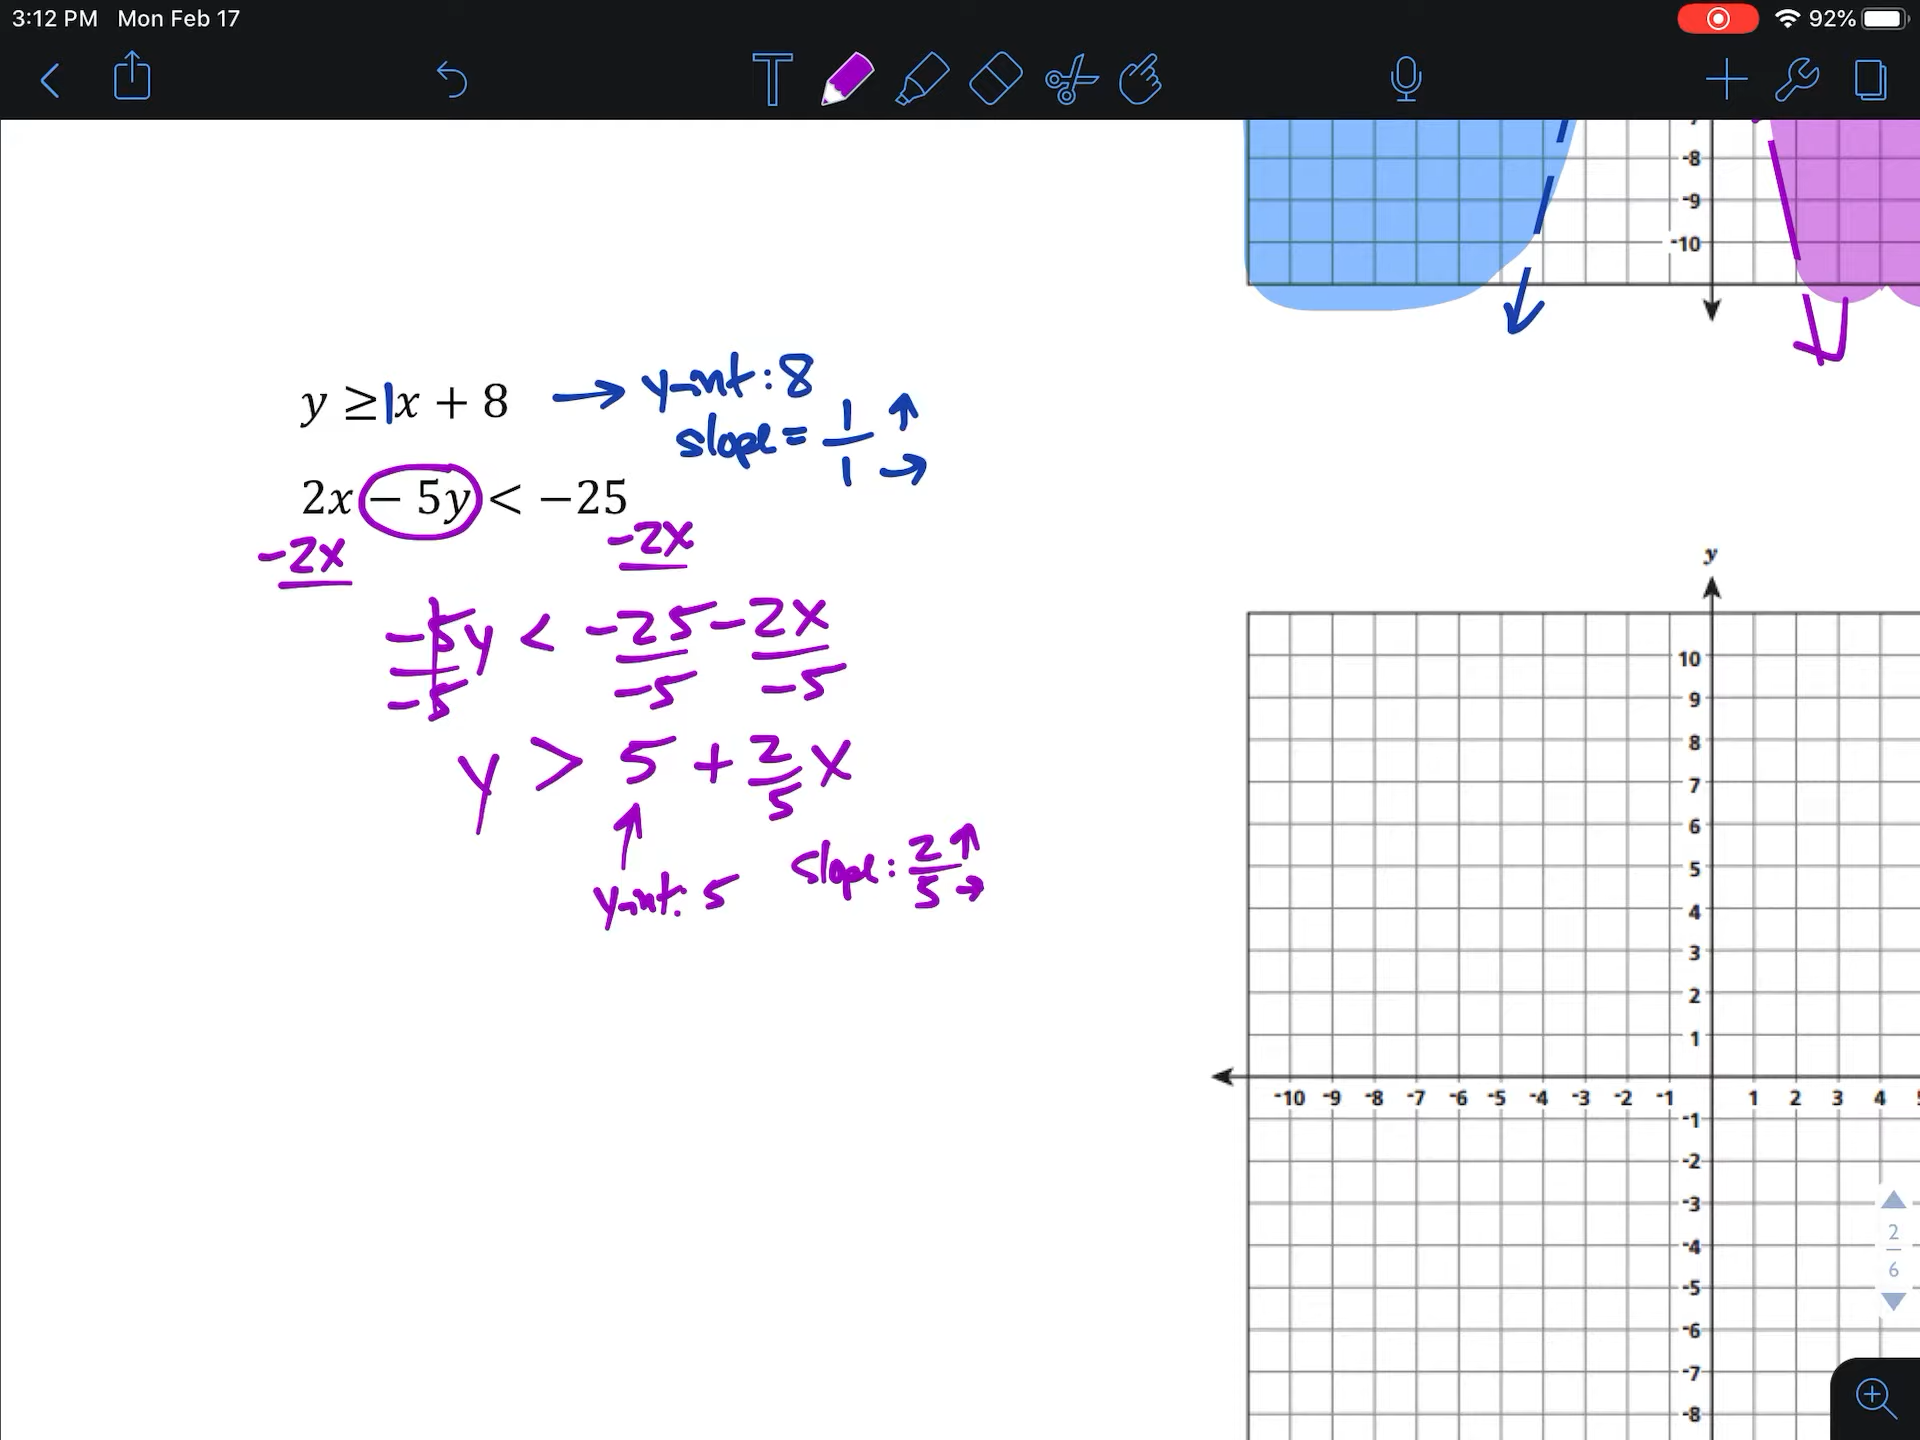 3:12 PM Mon Feb 17
92%
-8
-9
-10
y ≥ 1x + 8 → y-int: 8
slope = 1/1 ↑ →
2x − 5y < −25
-2x -2x
-5y < -25 - 2x
-5 -5 -5
y > 5 + 2/5 x
↑
y-int: 5
slope: 2/5 ↑ →
y
10
9
8
7
6
5
4
3
2
1
-10 -9 -8 -7 -6 -5 -4 -3 -2 -1 1 2 3 4
-1
-2
-3
-4
-5
-6
-7
-8
2
6